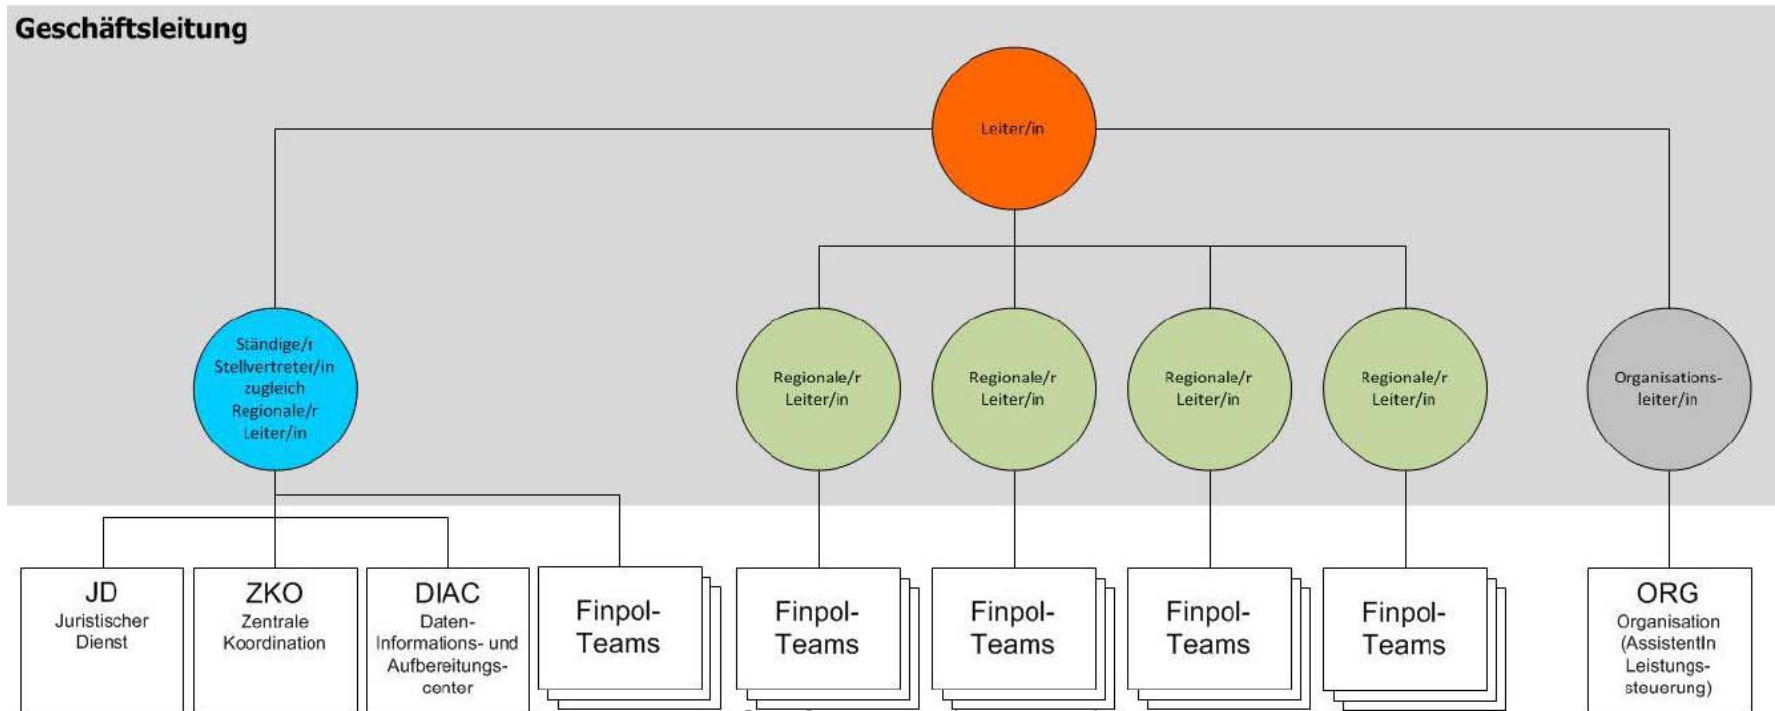 Geschäftsleitung
Leiter/in
Ständige/r
Stellvertreter/in
zugleich
Regionale/r
Leiter/in
Regionale/r
Leiter/in
Regionale/r
Leiter/in
Regionale/r
Leiter/in
Regionale/r
Leiter/in
Organisations-
leiter/in
JD
Juristischer
Dienst
ZKO
Zentrale
Koordination
DIAC
Daten-
Informations- und
Aufbereitungs-
center
Finpol-
Teams
Finpol-
Teams
Finpol-
Teams
Finpol-
Teams
Finpol-
Teams
ORG
Organisation
(AssistentIn
Leistungs-
steuerung)